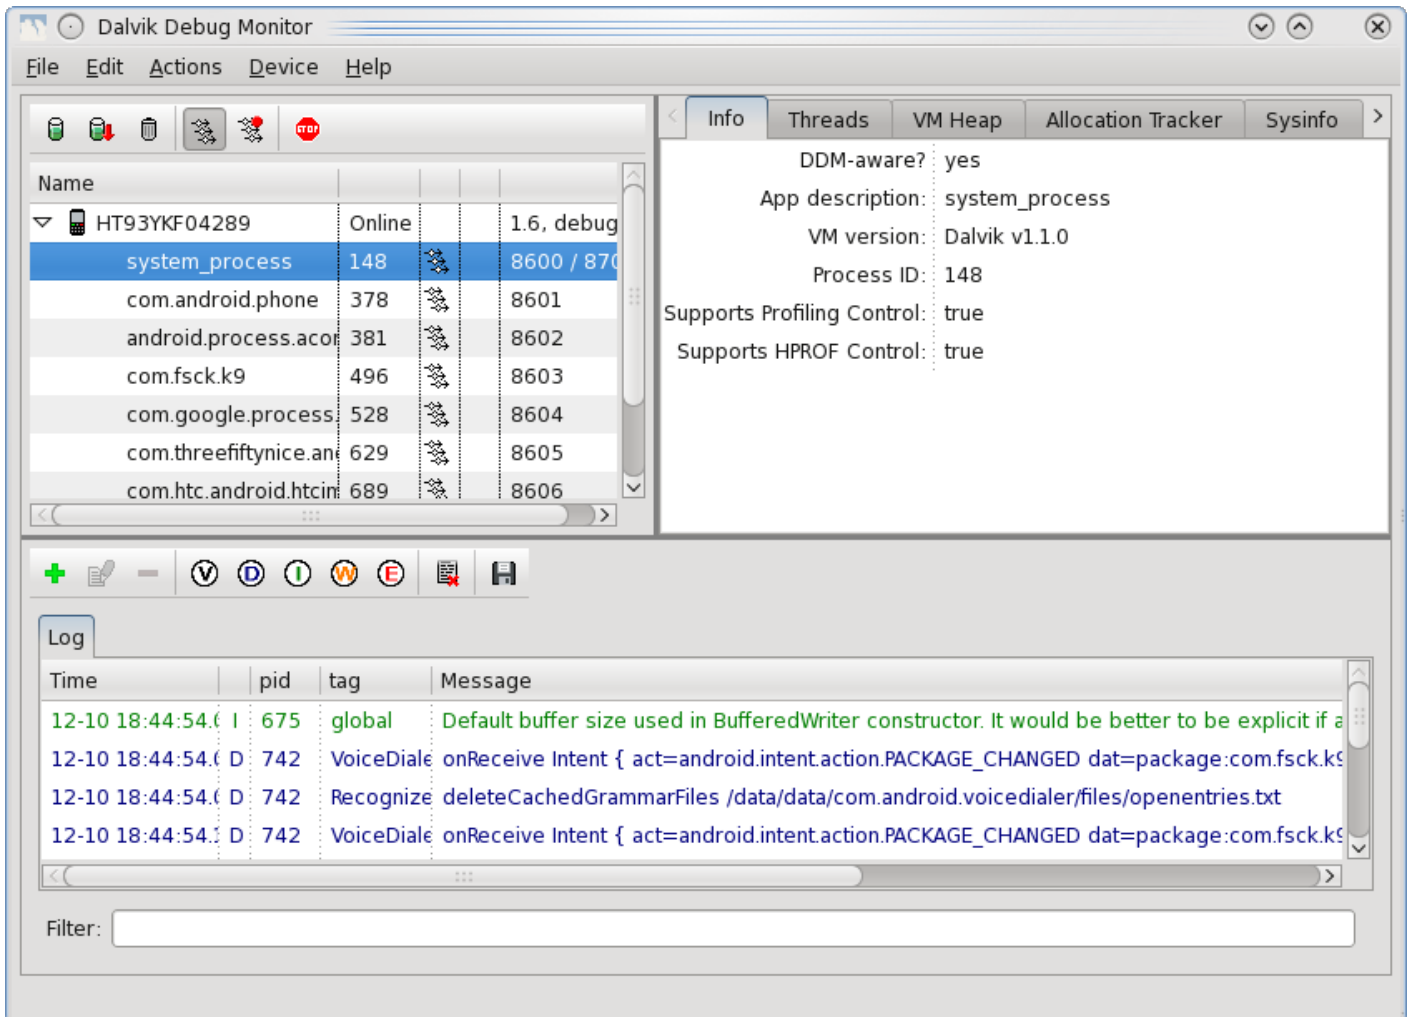 Dalvik Debug Monitor
File Edit Actions Device Help
STOP
Name
HT93YKF04289 Online 1.6, debug
system_process 148 8600 / 870
com.android.phone 378 8601
android.process.acor 381 8602
com.fsck.k9 496 8603
com.google.process. 528 8604
com.threefiftynice.an 629 8605
com.htc.android.htcim 689 8606
Info Threads VM Heap Allocation Tracker Sysinfo
DDM-aware? yes
App description: system_process
VM version: Dalvik v1.1.0
Process ID: 148
Supports Profiling Control: true
Supports HPROF Control: true
V D I W E
Log
Time pid tag Message
12-10 18:44:54. I 675 global Default buffer size used in BufferedWriter constructor. It would be better to be explicit if a
12-10 18:44:54. D 742 VoiceDiale onReceive Intent { act=android.intent.action.PACKAGE_CHANGED dat=package:com.fsck.k9
12-10 18:44:54. D 742 Recognize deleteCachedGrammarFiles /data/data/com.android.voicedialer/files/openentries.txt
12-10 18:44:54. D 742 VoiceDiale onReceive Intent { act=android.intent.action.PACKAGE_CHANGED dat=package:com.fsck.k9
Filter: